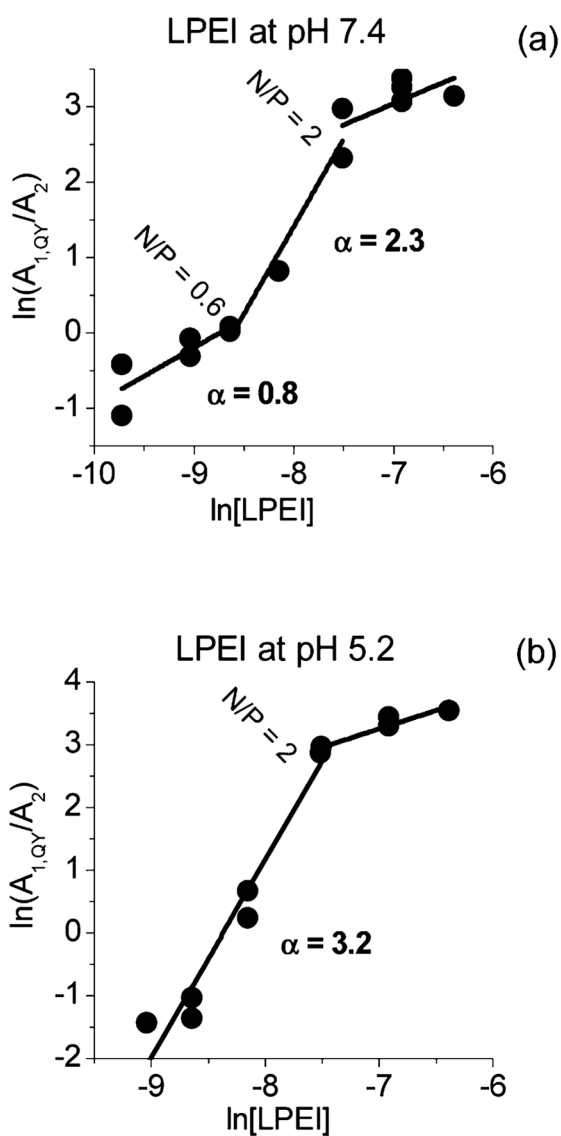 LPEI at pH 7.4 (a)
ln(A1,QY/A2)
3
2
1
0
-1
N/P = 2
N/P = 0.6
α = 2.3
α = 0.8
-10 -9 -8 -7 -6
ln[LPEI]
LPEI at pH 5.2 (b)
ln(A1,QY/A2)
4
3
2
1
0
-1
-2
N/P = 2
α = 3.2
-9 -8 -7 -6
ln[LPEI]